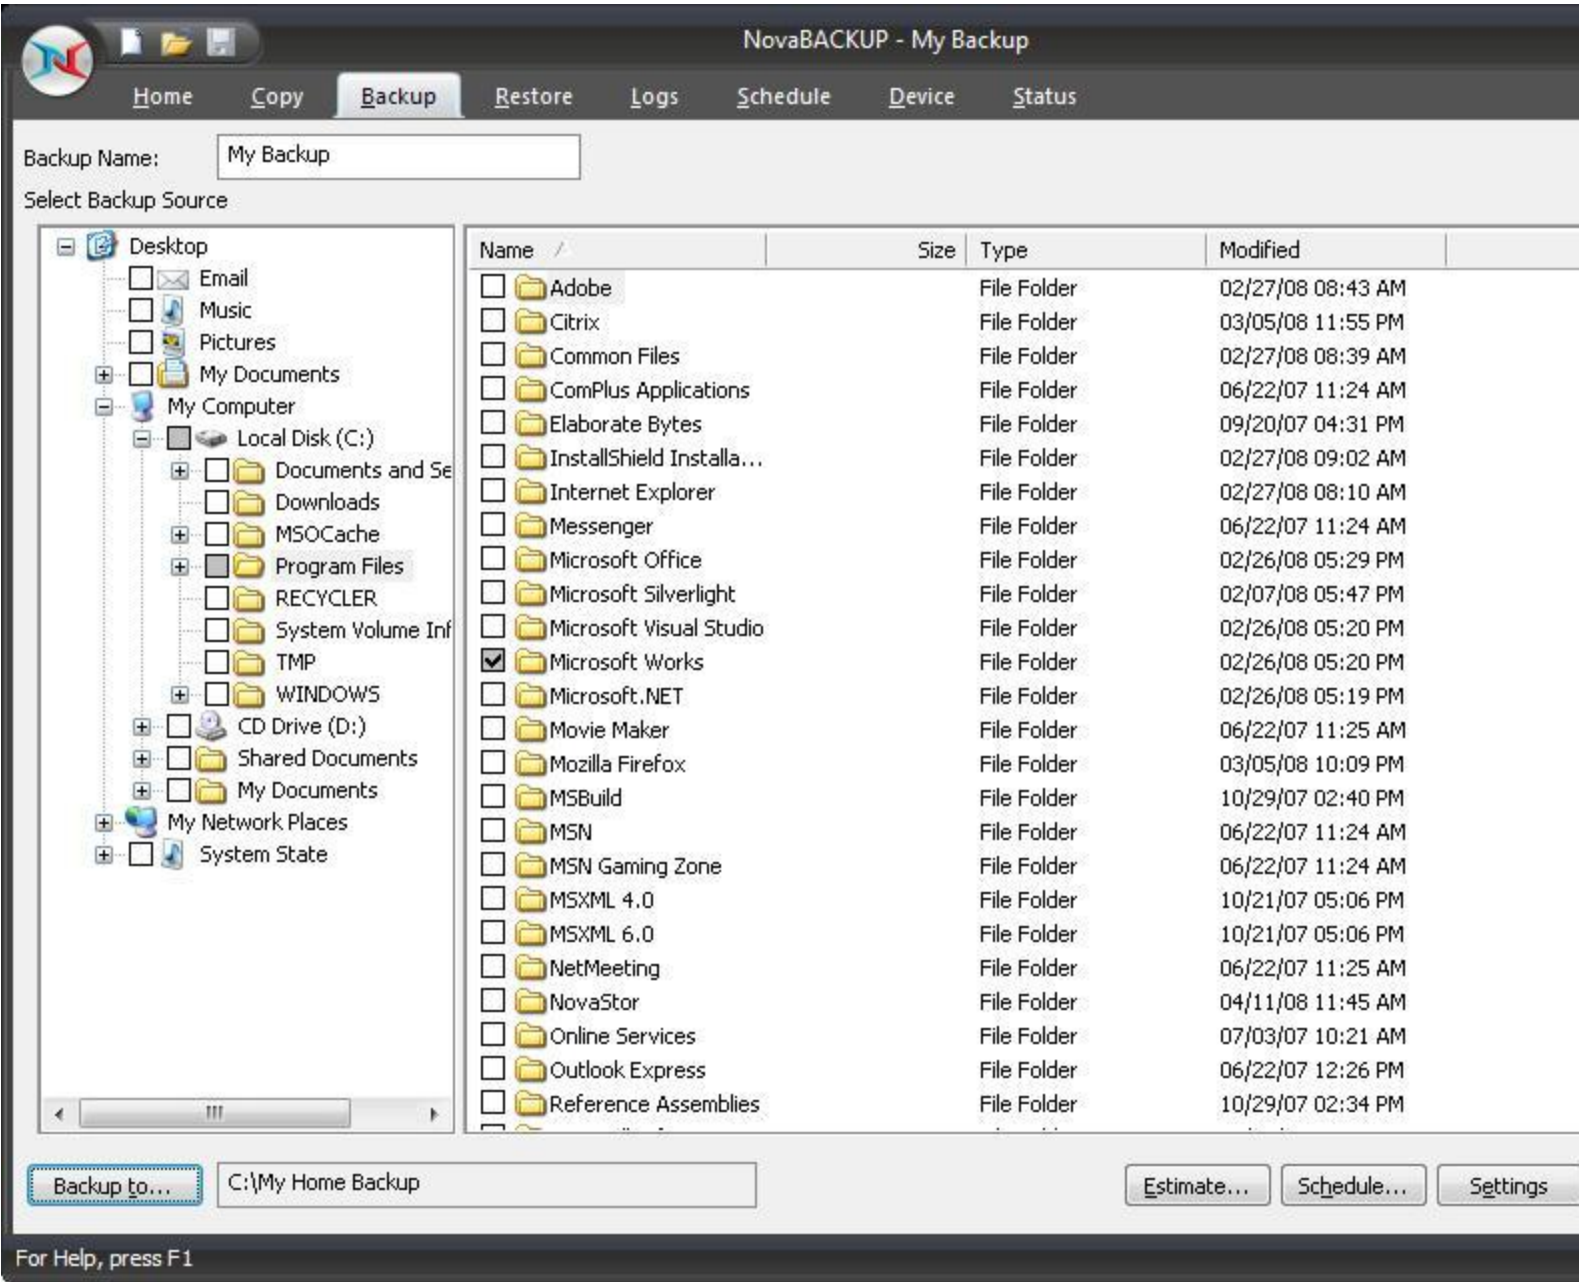 NovaBACKUP - My Backup
Home Copy Backup Restore Logs Schedule Device Status
Backup Name: My Backup
Select Backup Source
Desktop
Email
Music
Pictures
My Documents
My Computer
Local Disk (C:)
Documents and Se
Downloads
MSOCache
Program Files
RECYCLER
System Volume Inf
TMP
WINDOWS
CD Drive (D:)
Shared Documents
My Documents
My Network Places
System State
Name Size Type Modified
Adobe File Folder 02/27/08 08:43 AM
Citrix File Folder 03/05/08 11:55 PM
Common Files File Folder 02/27/08 08:39 AM
ComPlus Applications File Folder 06/22/07 11:24 AM
Elaborate Bytes File Folder 09/20/07 04:31 PM
InstallShield Installa... File Folder 02/27/08 09:02 AM
Internet Explorer File Folder 02/27/08 08:10 AM
Messenger File Folder 06/22/07 11:24 AM
Microsoft Office File Folder 02/26/08 05:29 PM
Microsoft Silverlight File Folder 02/07/08 05:47 PM
Microsoft Visual Studio File Folder 02/26/08 05:20 PM
Microsoft Works File Folder 02/26/08 05:20 PM
Microsoft.NET File Folder 02/26/08 05:19 PM
Movie Maker File Folder 06/22/07 11:25 AM
Mozilla Firefox File Folder 03/05/08 10:09 PM
MSBuild File Folder 10/29/07 02:40 PM
MSN File Folder 06/22/07 11:24 AM
MSN Gaming Zone File Folder 06/22/07 11:24 AM
MSXML 4.0 File Folder 10/21/07 05:06 PM
MSXML 6.0 File Folder 10/21/07 05:06 PM
NetMeeting File Folder 06/22/07 11:25 AM
NovaStor File Folder 04/11/08 11:45 AM
Online Services File Folder 07/03/07 10:21 AM
Outlook Express File Folder 06/22/07 12:26 PM
Reference Assemblies File Folder 10/29/07 02:34 PM
Backup to... C:\My Home Backup Estimate... Schedule... Settings
For Help, press F1